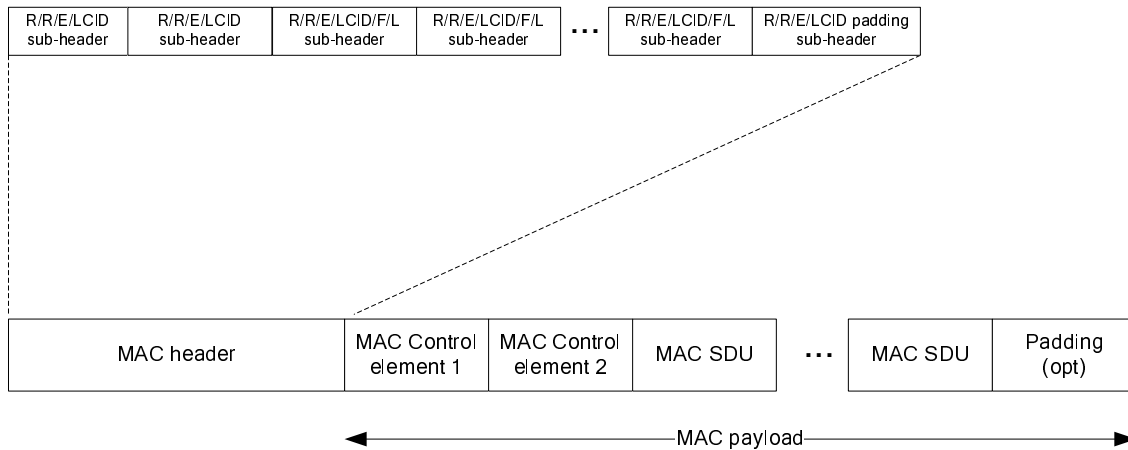 R/R/E/LCID
sub-header
R/R/E/LCID
sub-header
R/R/E/LCID/F/L
sub-header
R/R/E/LCID/F/L
sub-header
...
R/R/E/LCID/F/L
sub-header
R/R/E/LCID padding
sub-header
MAC header
MAC Control
element 1
MAC Control
element 2
MAC SDU
...
MAC SDU
Padding
(opt)
MAC payload